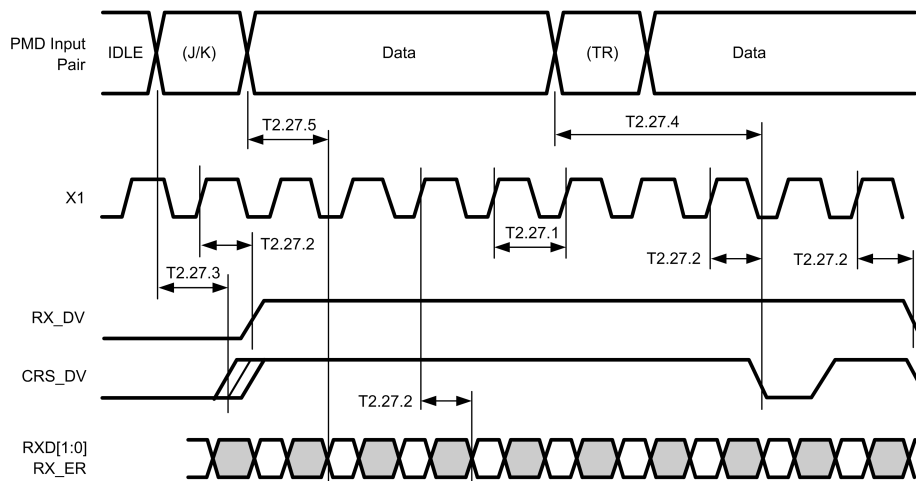 PMD Input
Pair
IDLE
(J/K)
Data
(TR)
Data
T2.27.5
T2.27.4
X1
T2.27.2
T2.27.1
T2.27.2
T2.27.2
T2.27.3
RX_DV
CRS_DV
T2.27.2
RXD[1:0]
RX_ER